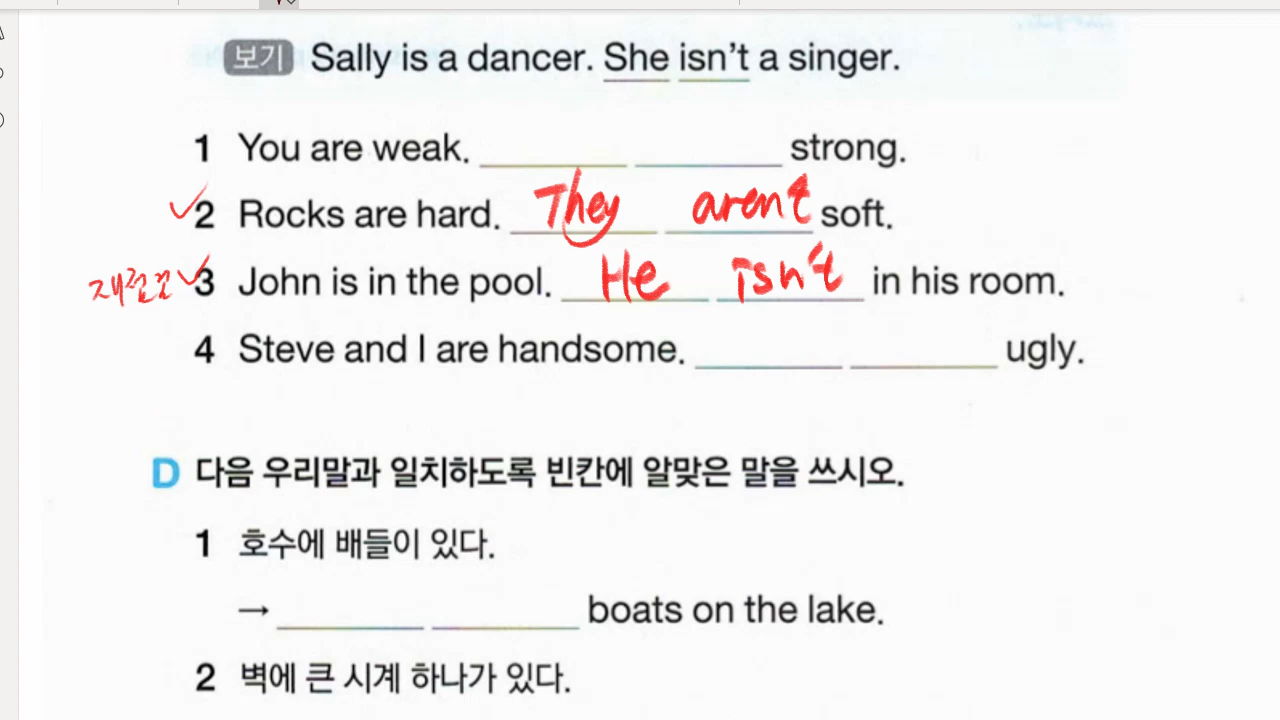 보기 Sally is a dancer. She isn't a singer.
1 You are weak. strong.
2 Rocks are hard. They aren't soft.
3 John is in the pool. He isn't in his room.
4 Steve and I are handsome. ugly.
D 다음 우리말과 일치하도록 빈칸에 알맞은 말을 쓰시오.
1 호수에 배들이 있다.
→ boats on the lake.
2 벽에 큰 시계 하나가 있다.